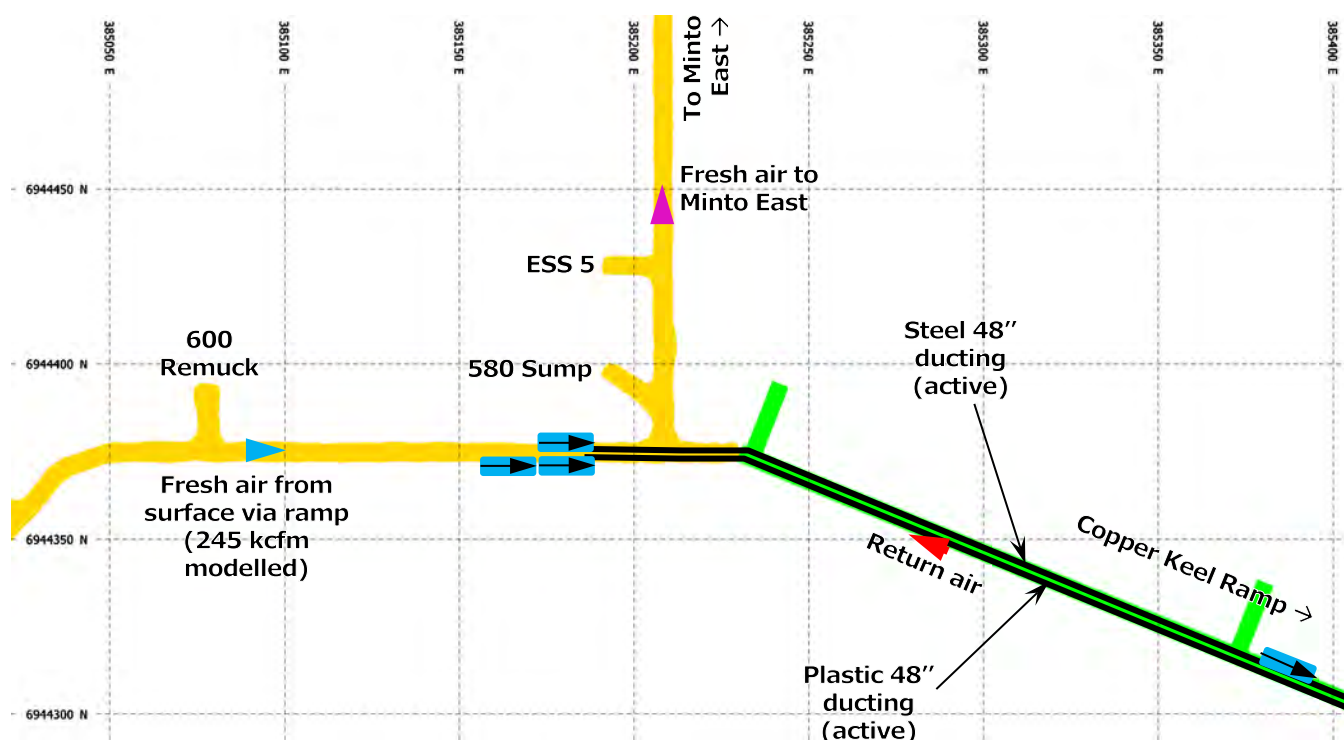 385050 E
385100 E
385150 E
385200 E
385250 E
385300 E
385350 E
385400 E
To Minto
East →
6944450 N
Fresh air to
Minto East
ESS 5
6944400 N
600
Remuck
580 Sump
Steel 48″
ducting
(active)
Fresh air from
surface via ramp
(245 kcfm
modelled)
6944350 N
Return air
Copper Keel Ramp →
Plastic 48″
ducting
(active)
6944300 N